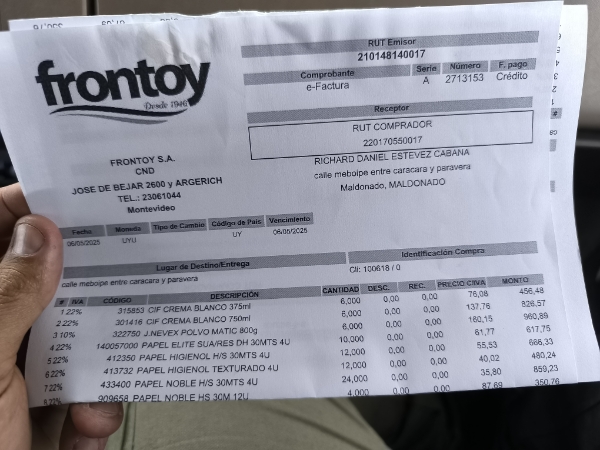 frontoy
Desde 1946
RUT Emisor
210148140017
Comprobante Serie Número F. pago
e-Factura A 2713153 Crédito
Receptor
RUT COMPRADOR
220170550017
RICHARD DANIEL ESTEVEZ CABANA
calle mebolpe entre caracara y paravera
Maldonado, MALDONADO
FRONTOY S.A.
CND
JOSE DE BEJAR 2600 y ARGERICH
TEL.: 23061044
Montevideo
Fecha Moneda Tipo de Cambio Código de País Vencimiento
06/05/2025 UYU UY 06/05/2025
Lugar de Destino/Entrega Identificación Compra
calle mebolpe entre caracara y paravera Cli: 100618 / 0
# IVA CÓDIGO DESCRIPCIÓN CANTIDAD DESC. REC. PRECIO C/IVA MONTO
1 22% 315853 CIF CREMA BLANCO 375ml 6,000 0,00 0,00 76,08 456,48
2 22% 301416 CIF CREMA BLANCO 750ml 6,000 0,00 0,00 137,76 826,57
3 10% 322750 J.NEVEX POLVO MATIC 800g 6,000 0,00 0,00 160,15 960,89
4 22% 140057000 PAPEL ELITE SUA/RES DH 30MTS 4U 10,000 0,00 0,00 61,77 617,75
5 22% 412350 PAPEL HIGIENOL H/S 30MTS 4U 12,000 0,00 0,00 55,53 666,33
6 22% 413732 PAPEL HIGIENOL TEXTURADO 4U 12,000 0,00 0,00 40,02 480,24
7 22% 433400 PAPEL NOBLE H/S 30MTS 4U 24,000 0,00 0,00 35,80 859,23
8 22% 909658 PAPEL NOBLE HS 30M 12U 4,000 0,00 0,00 87,69 350,76